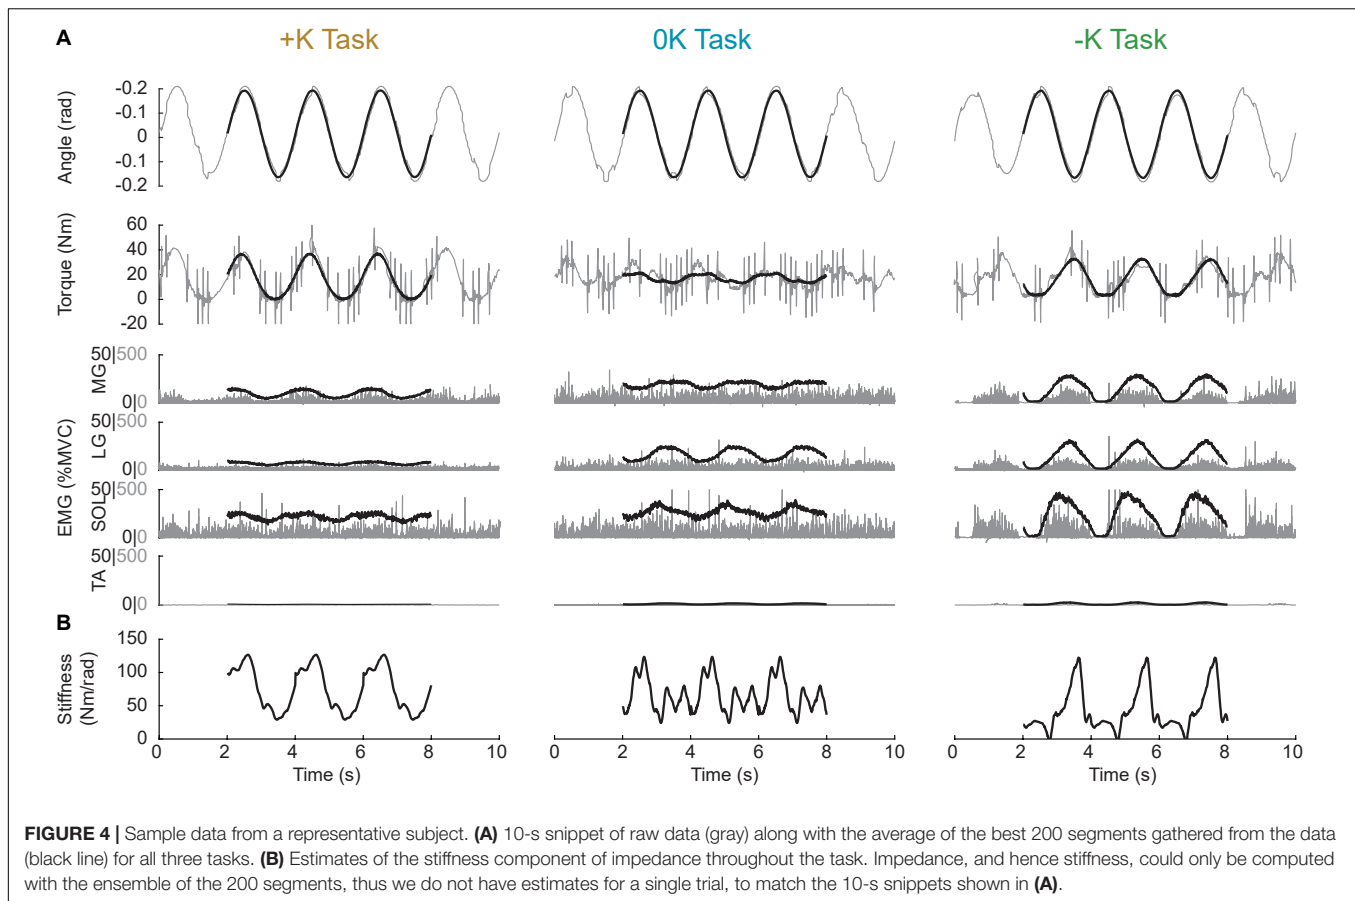 A
+K Task
0K Task
-K Task
Angle (rad)
-0.2
-0.1
0
-0.1
-0.2
Torque (Nm)
60
40
20
0
-20
EMG (%MVC)
MG
50|500
0|0
LG
50|500
0|0
SOL
50|500
0|0
TA
50|500
0|0
B
Stiffness
(Nm/rad)
150
100
50
0
0 2 4 6 8 10
0 2 4 6 8 10
0 2 4 6 8 10
Time (s)
Time (s)
Time (s)
FIGURE 4 | Sample data from a representative subject. (A) 10-s snippet of raw data (gray) along with the average of the best 200 segments gathered from the data
(black line) for all three tasks. (B) Estimates of the stiffness component of impedance throughout the task. Impedance, and hence stiffness, could only be computed
with the ensemble of the 200 segments, thus we do not have estimates for a single trial, to match the 10-s snippets shown in (A).